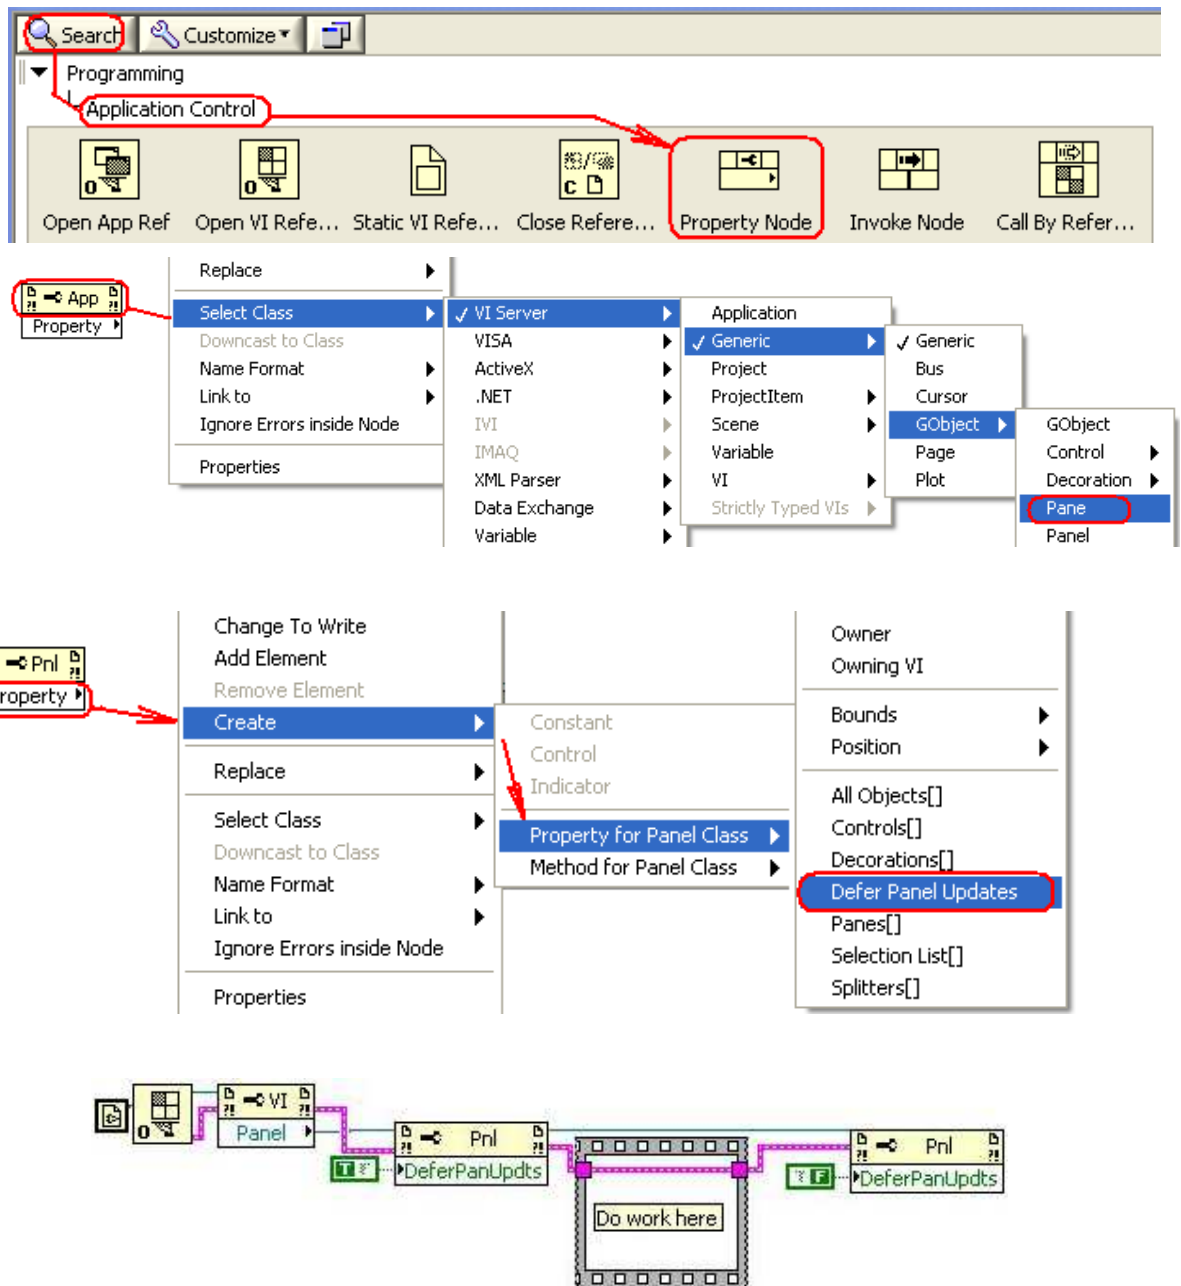 Search Customize
Programming
Application Control
Open App Ref Open VI Refe... Static VI Refe... Close Refere... Property Node Invoke Node Call By Refer...
App
Property
Replace
Select Class
Downcast to Class
Name Format
Link to
Ignore Errors inside Node
Properties
VI Server
VISA
ActiveX
.NET
IVI
IMAQ
XML Parser
Data Exchange
Variable
Application
Generic
Project
ProjectItem
Scene
Variable
VI
Strictly Typed VIs
Generic
Bus
Cursor
GObject
Page
Plot
GObject
Control
Decoration
Pane
Panel
Pnl
roperty
Change To Write
Add Element
Remove Element
Create
Replace
Select Class
Downcast to Class
Name Format
Link to
Ignore Errors inside Node
Properties
Constant
Control
Indicator
Property for Panel Class
Method for Panel Class
Owner
Owning VI
Bounds
Position
All Objects[]
Controls[]
Decorations[]
Defer Panel Updates
Panes[]
Selection List[]
Splitters[]
VI
Panel
Pnl
T DeferPanUpdts
Do work here
Pnl
F DeferPanUpdts